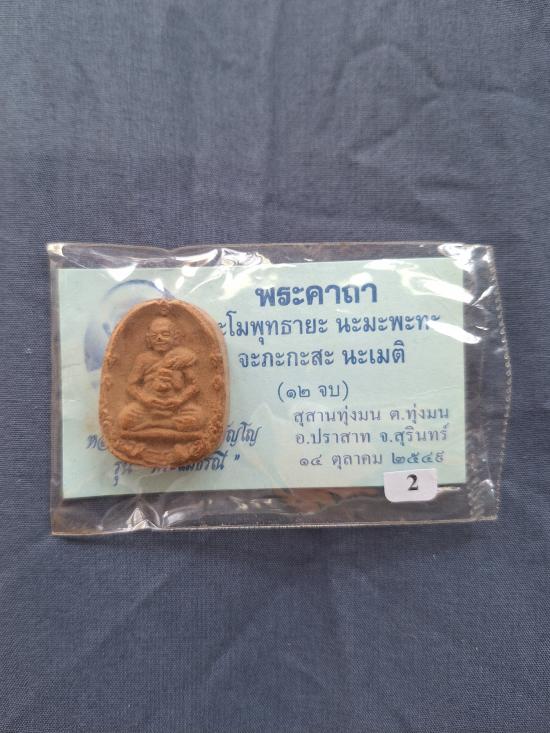 พระคาถา
ะโมพุทธายะ นะมะพะทะ
จะภะกะสะ นะเมติ
(๑๒ จบ)
สุสานทุ่งมน ต.ทุ่งมน
อ.ปราสาท จ.สุรินทร์
๑๔ ตุลาคม ๒๕๔๙
2